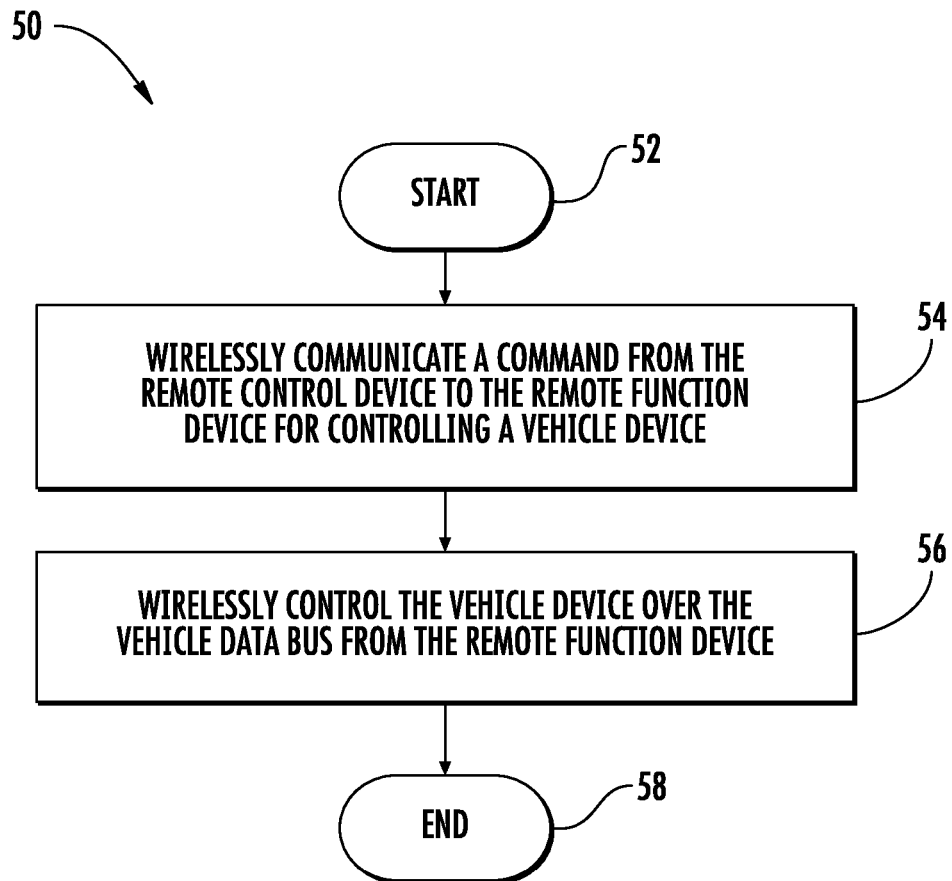 50
START
52
WIRELESSLY COMMUNICATE A COMMAND FROM THE
REMOTE CONTROL DEVICE TO THE REMOTE FUNCTION
DEVICE FOR CONTROLLING A VEHICLE DEVICE
54
WIRELESSLY CONTROL THE VEHICLE DEVICE OVER THE
VEHICLE DATA BUS FROM THE REMOTE FUNCTION DEVICE
56
END
58